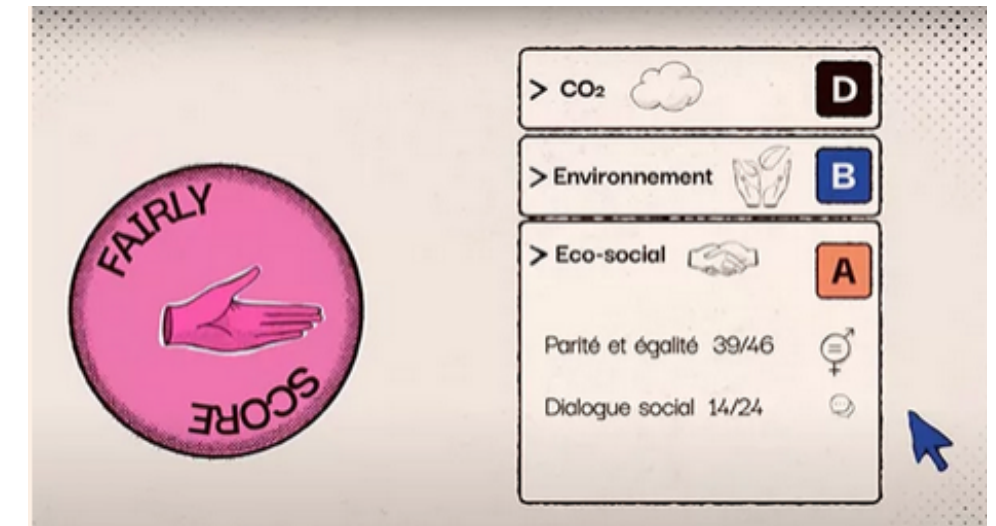 FAIRLY
SCORE
> CO₂
D
> Environnement
B
> Eco-social
A
Parité et égalité 39/46
Dialogue social 14/24